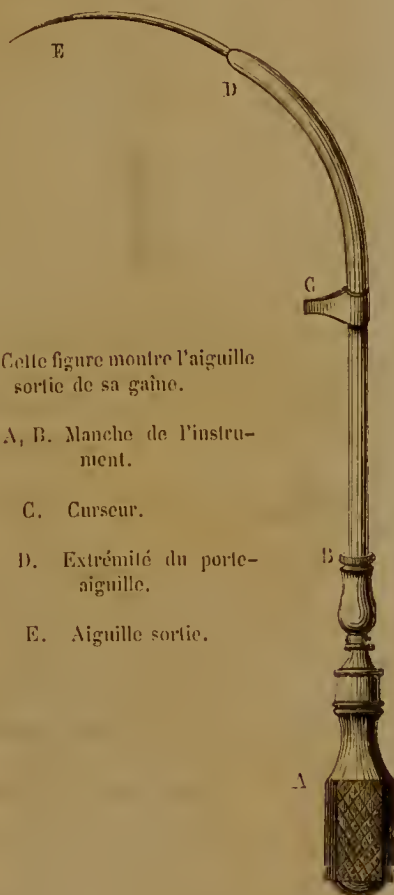 E
D
C
Cette figure montre l'aiguille
sortie de sa gaîne.
A, B. Manche de l'instru-
ment.
C. Curseur.
B
D. Extrémité du porte-
aiguille.
E. Aiguille sortie.
A